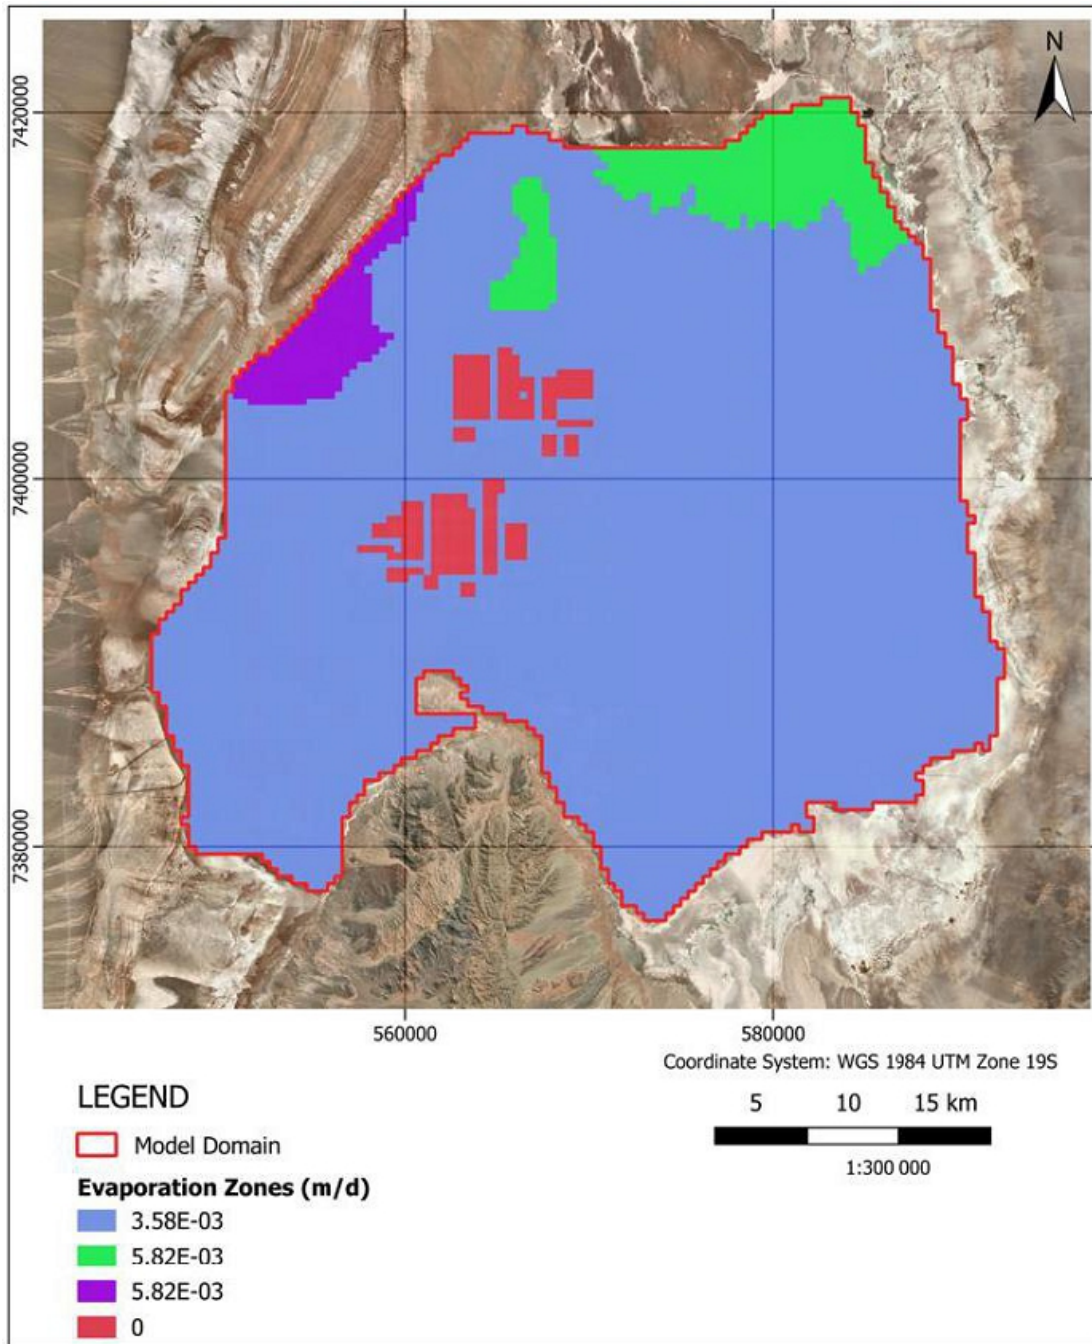 N
7420000
7400000
7380000
560000
580000
Coordinate System: WGS 1984 UTM Zone 19S
LEGEND
Model Domain
Evaporation Zones (m/d)
3.58E-03
5.82E-03
5.82E-03
0
5 10 15 km
1:300 000